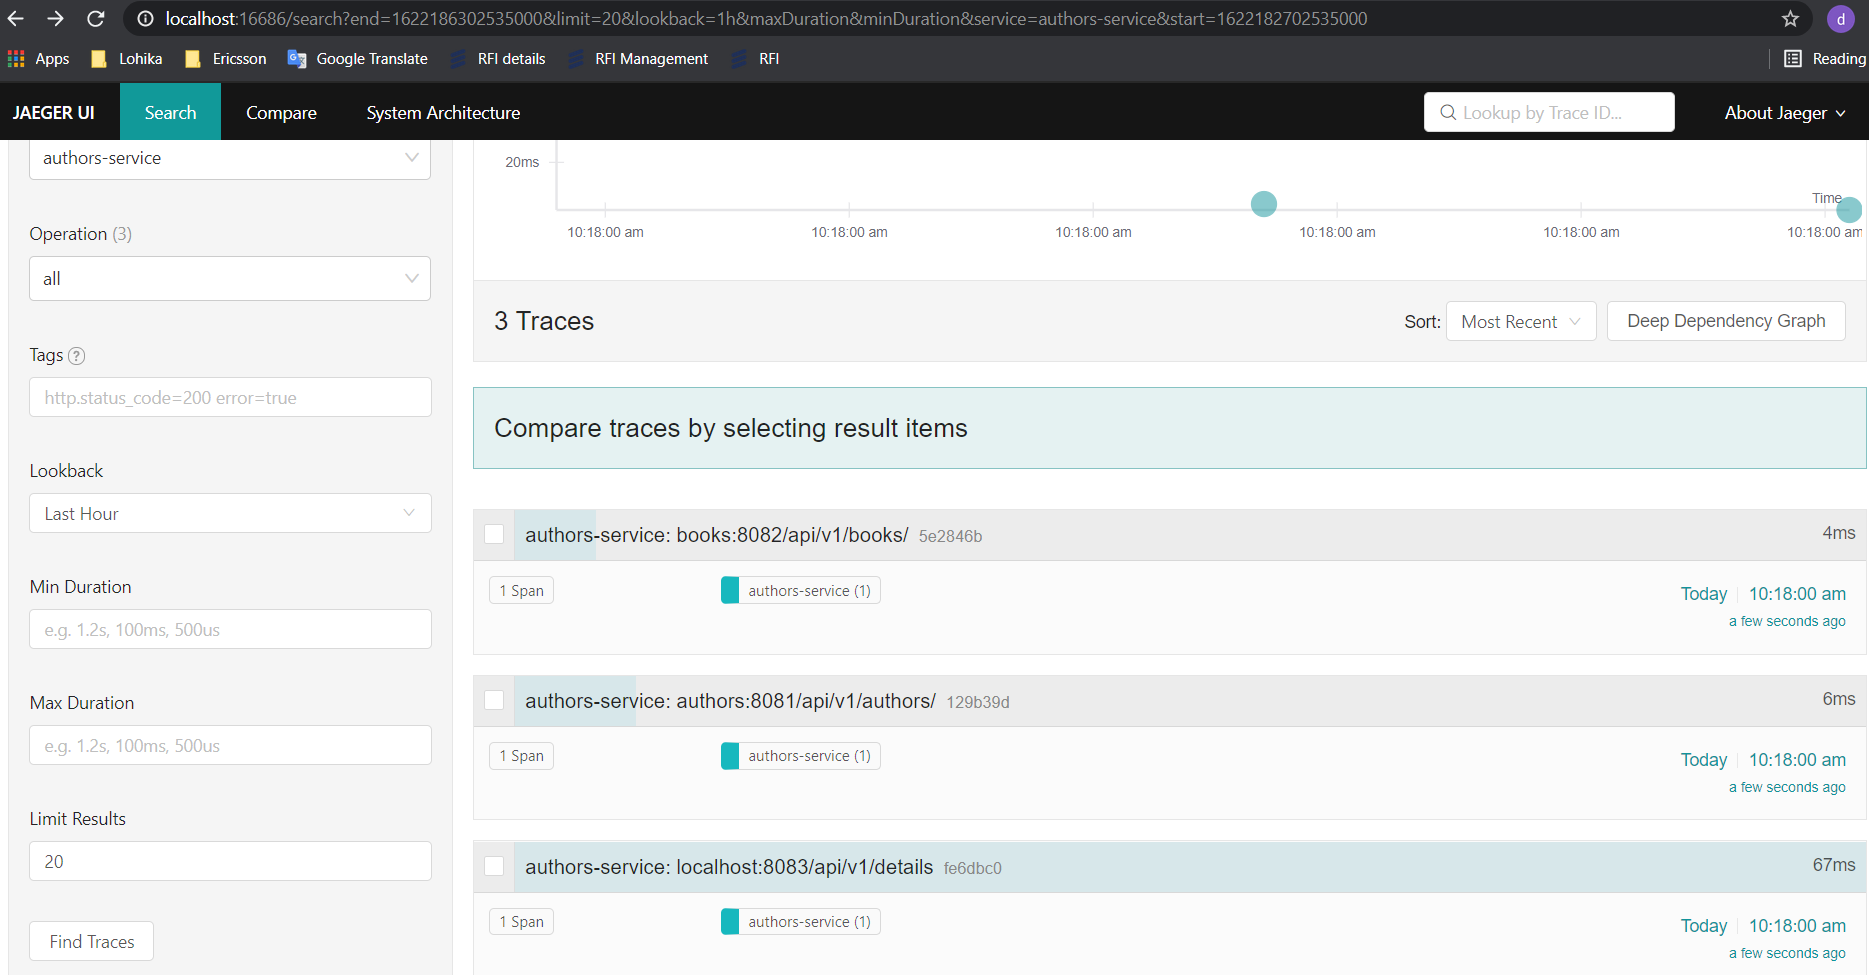 localhost:16686/search?end=1622186302535000&limit=20&lookback=1h&maxDuration&minDuration&service=authors-service&start=1622182702535000
d
Apps Lohika Ericsson Google Translate RFI details RFI Management RFI Reading
JAEGER UI Search Compare System Architecture Lookup by Trace ID... About Jaeger
authors-service
Operation (3)
all
Tags ?
http.status_code=200 error=true
Lookback
Last Hour
Min Duration
e.g. 1.2s, 100ms, 500us
Max Duration
e.g. 1.2s, 100ms, 500us
Limit Results
20
Find Traces
20ms
Time
10:18:00 am 10:18:00 am 10:18:00 am 10:18:00 am 10:18:00 am 10:18:00 am
3 Traces
Sort: Most Recent Deep Dependency Graph
Compare traces by selecting result items
authors-service: books:8082/api/v1/books/ 5e2846b 4ms
1 Span authors-service (1) Today 10:18:00 am
a few seconds ago
authors-service: authors:8081/api/v1/authors/ 129b39d 6ms
1 Span authors-service (1) Today 10:18:00 am
a few seconds ago
authors-service: localhost:8083/api/v1/details fe6dbc0 67ms
1 Span authors-service (1) Today 10:18:00 am
a few seconds ago